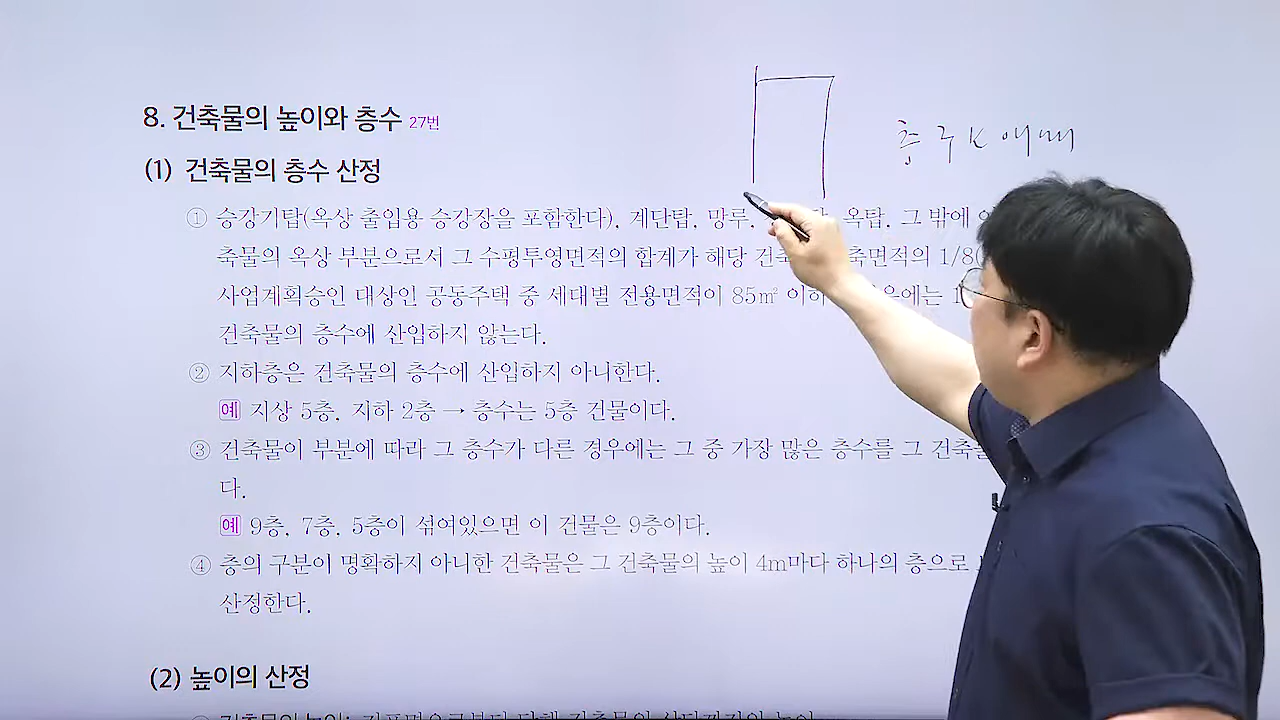 8. 건축물의 높이와 층수 27번
(1) 건축물의 층수 산정
층수
① 승강기탑(옥상 출입용 승강장을 포함한다), 계단탑, 망루, 옥탑, 그 밖에
축물의 옥상 부분으로서 그 수평투영면적의 합계가 해당 건축면적의 1/8(
사업계획승인 대상인 공동주택 중 세대별 전용면적이 85㎡ 이하
건축물의 층수에 산입하지 않는다.
② 지하층은 건축물의 층수에 산입하지 아니한다.
예 지상 5층, 지하 2층 → 층수는 5층 건물이다.
③ 건축물이 부분에 따라 그 층수가 다른 경우에는 그 중 가장 많은 층수를 그
다.
예 9층, 7층, 5층이 섞여있으면 이 건물은 9층이다.
④ 층의 구분이 명확하지 아니한 건축물은 그 건축물의 높이 4m마다 하나의 층으로
산정한다.
(2) 높이의 산정